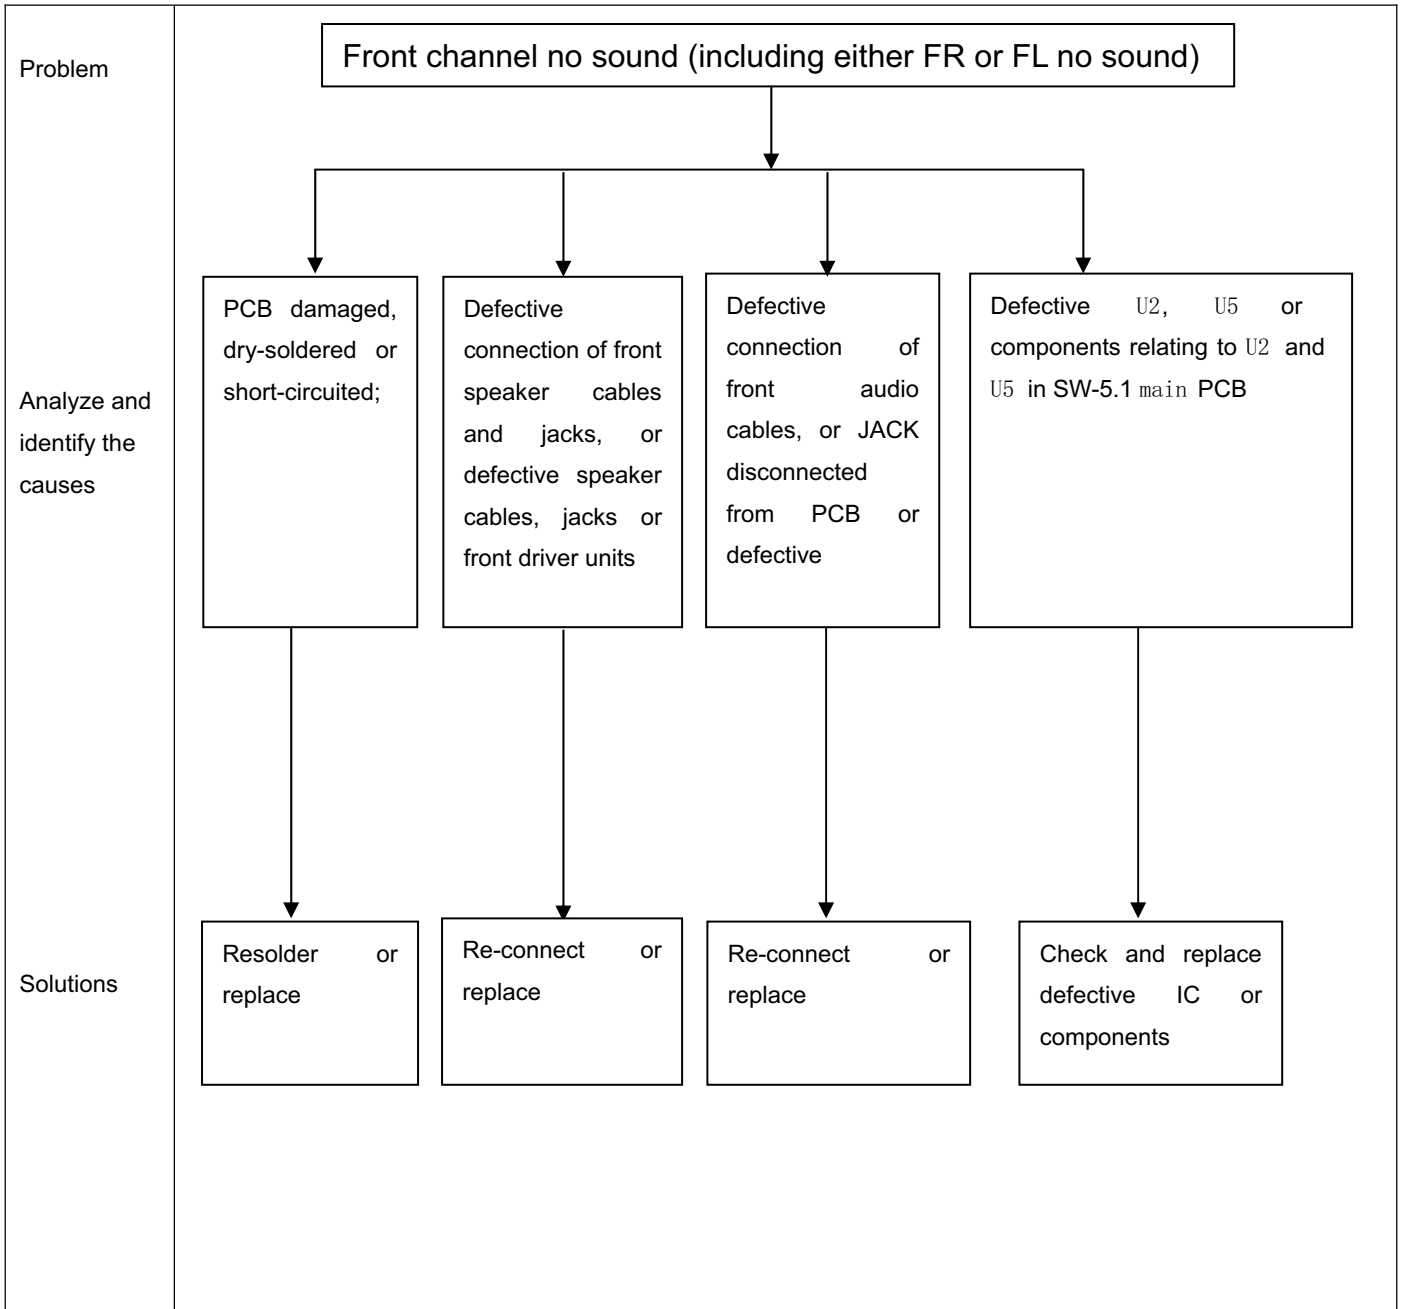 Problem
Front channel no sound (including either FR or FL no sound)
Analyze and
identify the
causes
PCB damaged,
dry-soldered or
short-circuited;
Defective
connection of front
speaker cables
and jacks, or
defective speaker
cables, jacks or
front driver units
Defective
connection of
front audio
cables, or JACK
disconnected
from PCB or
defective
Defective U2, U5 or
components relating to U2 and
U5 in SW-5.1 main PCB
Solutions
Resolder or
replace
Re-connect or
replace
Re-connect or
replace
Check and replace
defective IC or
components